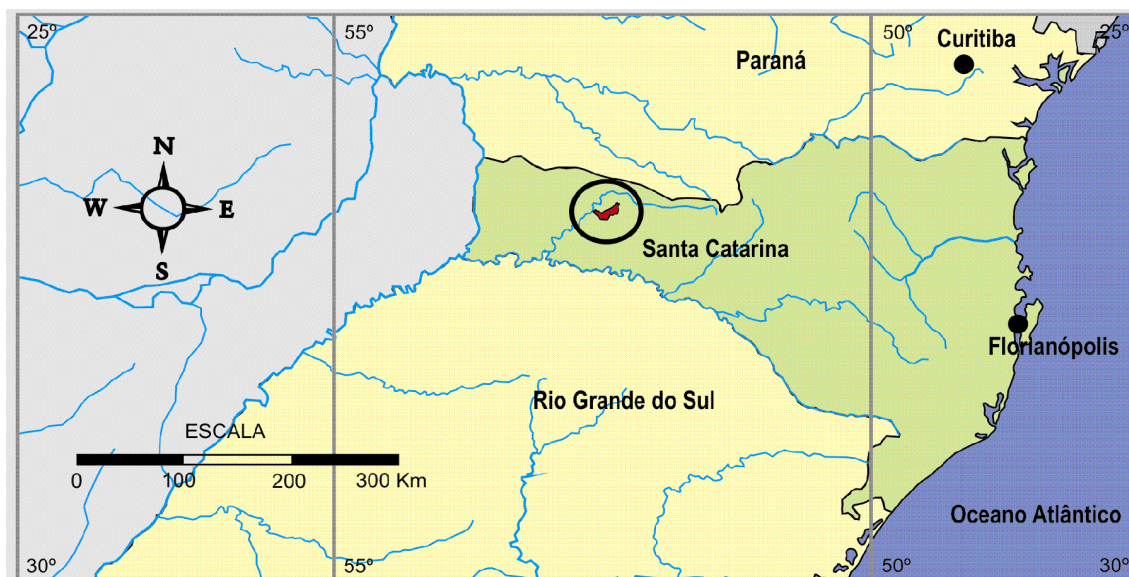 25º
55º
50º
25º
Curitiba
Paraná
N
W
E
S
Santa Catarina
Florianópolis
Rio Grande do Sul
ESCALA
0
100
200
300 Km
Oceano Atlântico
30º
55º
50º
30º